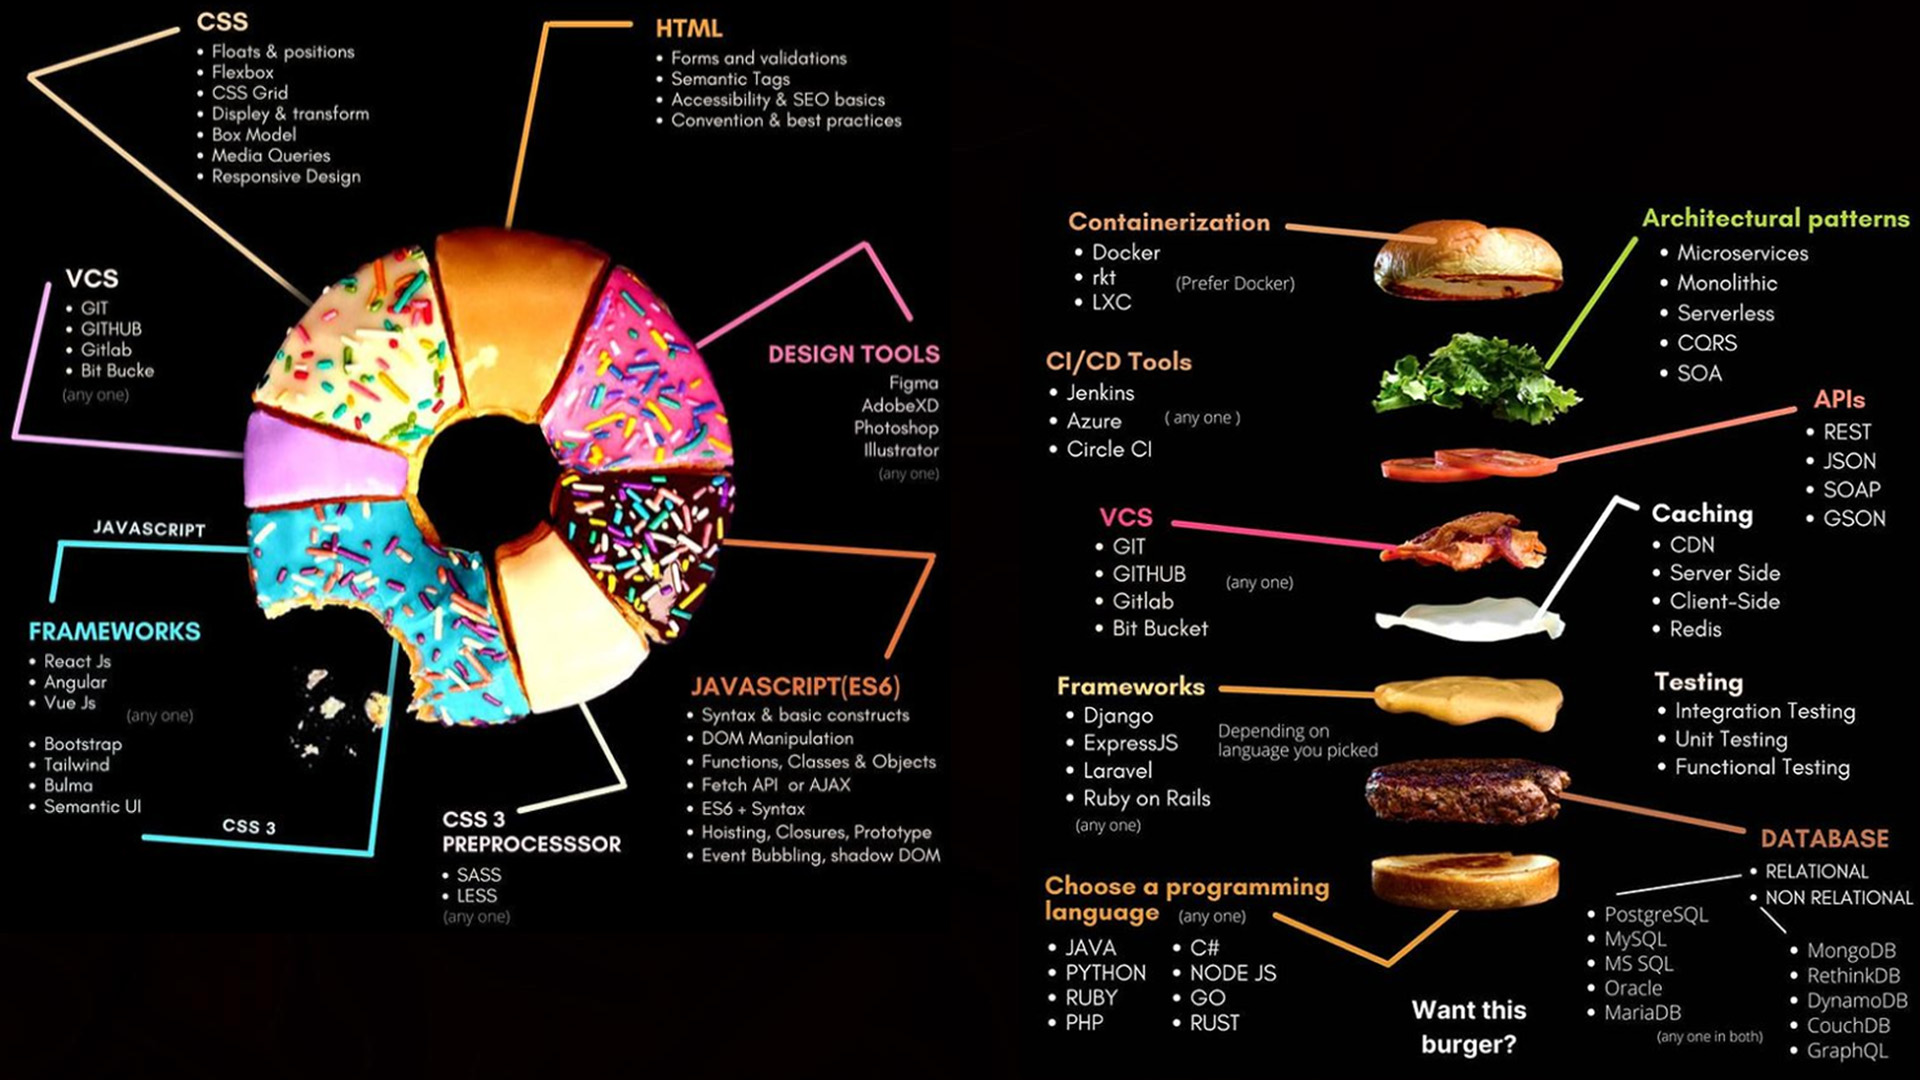 CSS
• Floats & positions
• Flexbox
• CSS Grid
• Displey & transform
• Box Model
• Media Queries
• Responsive Design
HTML
• Forms and validations
• Semantic Tags
• Accessibility & SEO basics
• Convention & best practices
VCS
• GIT
• GITHUB
• Gitlab
• Bit Bucke
(any one)
DESIGN TOOLS
Figma
AdobeXD
Photoshop
Illustrator
(any one)
JAVASCRIPT
FRAMEWORKS
• React Js
• Angular
• Vue Js
(any one)
• Bootstrap
• Tailwind
• Bulma
• Semantic UI
CSS 3
CSS 3
PREPROCESSSOR
• SASS
• LESS
(any one)
JAVASCRIPT(ES6)
• Syntax & basic constructs
• DOM Manipulation
• Functions, Classes & Objects
• Fetch API or AJAX
• ES6 + Syntax
• Hoisting, Closures, Prototype
• Event Bubbling, shadow DOM
Containerization
• Docker
• rkt
• LXC
(Prefer Docker)
Architectural patterns
• Microservices
• Monolithic
• Serverless
• CQRS
• SOA
CI/CD Tools
• Jenkins
• Azure
• Circle CI
( any one )
APIs
• REST
• JSON
• SOAP
• GSON
VCS
• GIT
• GITHUB
• Gitlab
• Bit Bucket
(any one)
Caching
• CDN
• Server Side
• Client-Side
• Redis
Frameworks
• Django
• ExpressJS
• Laravel
• Ruby on Rails
(any one)
Depending on
language you picked
Testing
• Integration Testing
• Unit Testing
• Functional Testing
DATABASE
• RELATIONAL
• NON RELATIONAL
• PostgreSQL
• MySQL
• MS SQL
• Oracle
• MariaDB
(any one in both)
• MongoDB
• RethinkDB
• DynamoDB
• CouchDB
• GraphQL
Choose a programming
language (any one)
• JAVA
• PYTHON
• RUBY
• PHP
• C#
• NODE JS
• GO
• RUST
Want this
burger?